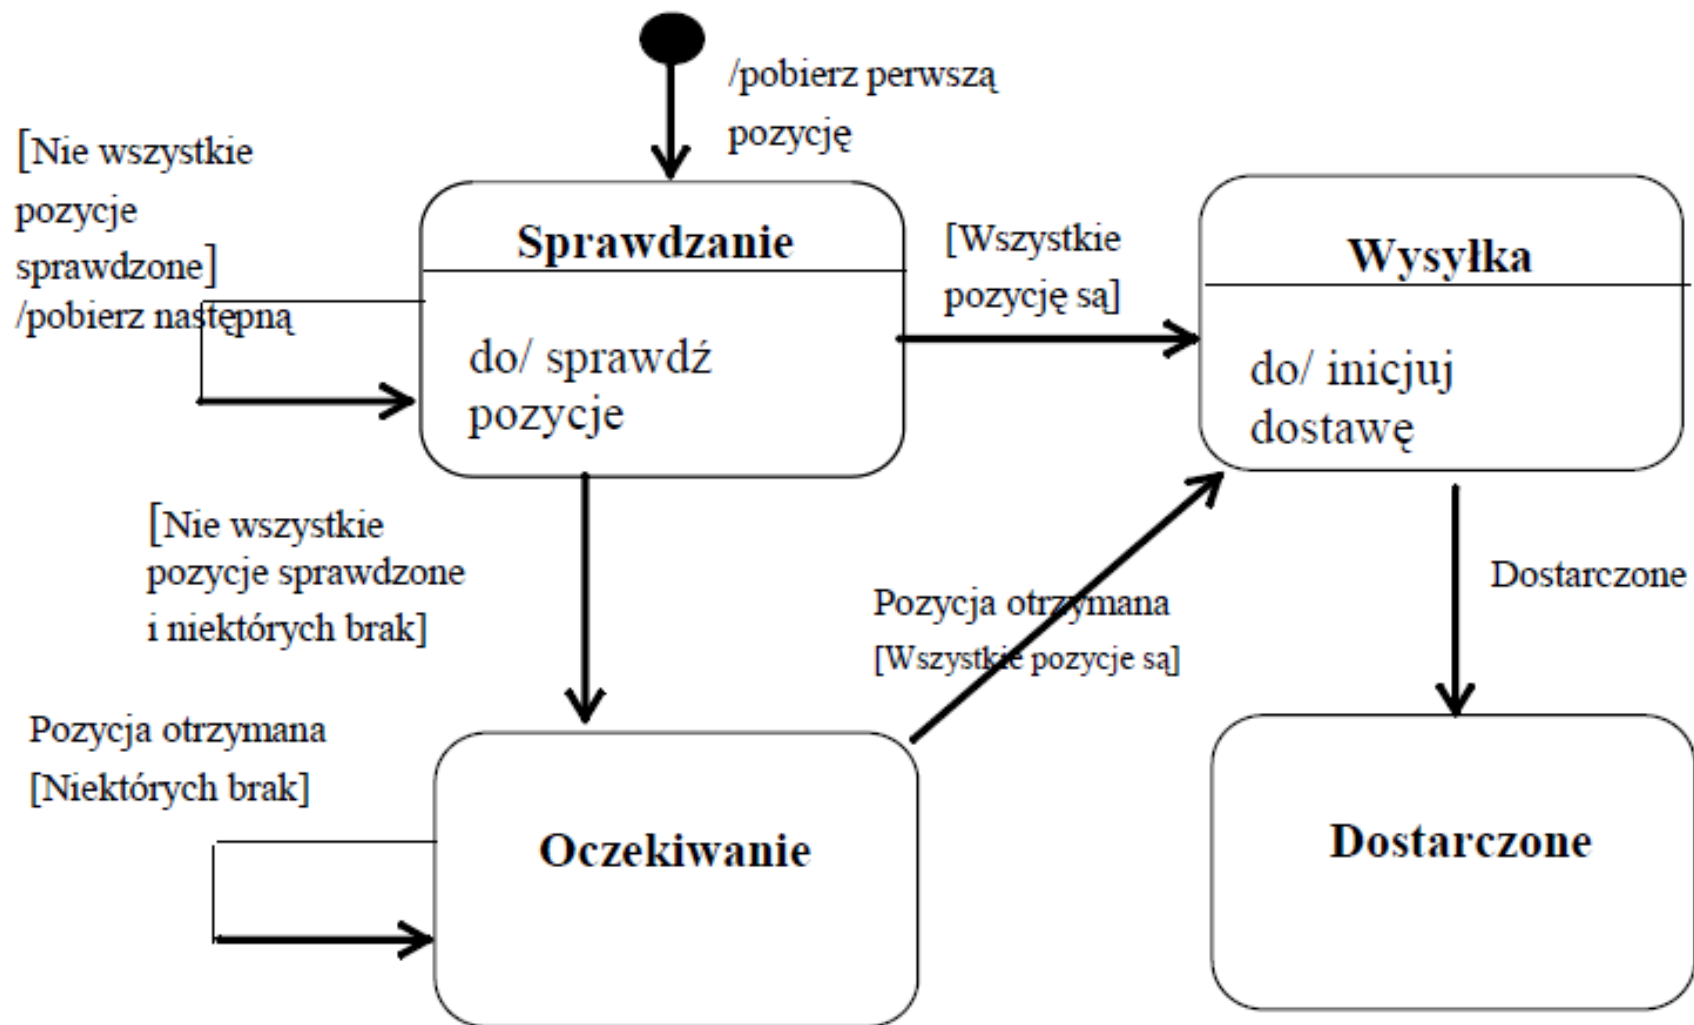 /pobierz perwszą
pozycję
[Nie wszystkie
pozycje
sprawdzone]
/pobierz następną
Sprawdzanie
do/ sprawdź
pozycje
[Wszystkie
pozycję są]
Wysyłka
do/ inicjuj
dostawę
[Nie wszystkie
pozycje sprawdzone
i niektórych brak]
Pozycja otrzymana
[Wszystkie pozycje są]
Dostarczone
Pozycja otrzymana
[Niektórych brak]
Oczekiwanie
Dostarczone